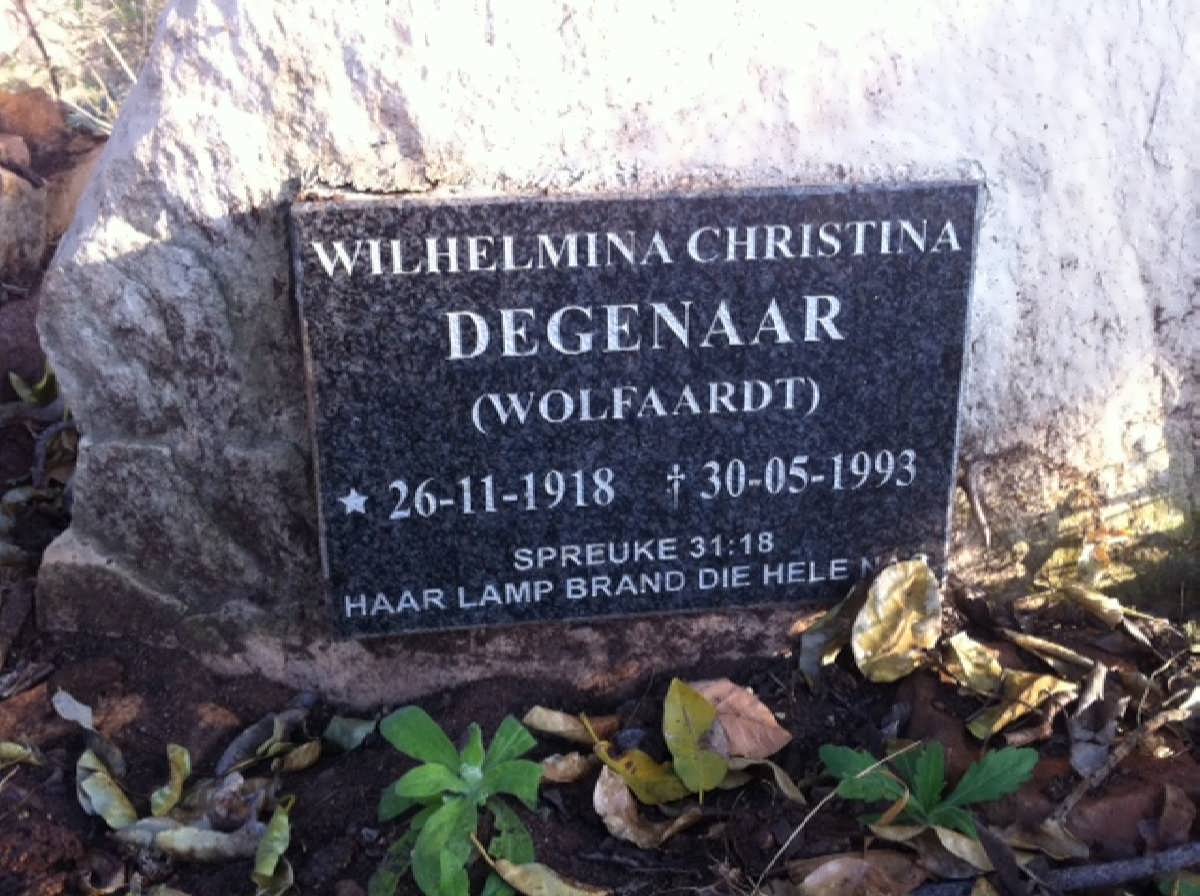 WILHELMINA CHRISTINA
DEGENAAR
(WOLFAARDT)
★ 26-11-1918 † 30-05-1993
SPREUKE 31:18
HAAR LAMP BRAND DIE HELE